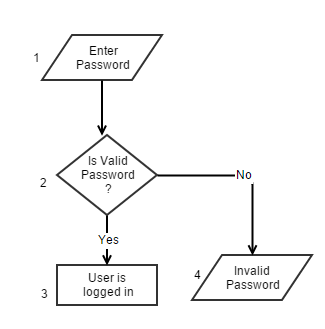 1
Enter
Password
2
Is Valid
Password
?
No
Yes
3
User is
logged in
4
Invalid
Password